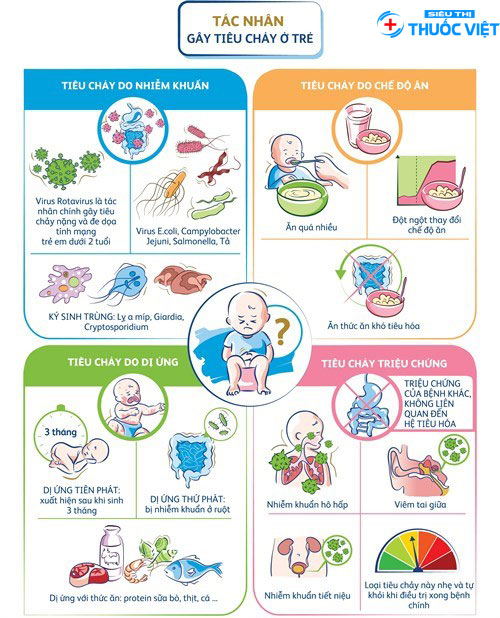 SIÊU THỊ
THUỐC VIỆT
TÁC NHÂN
GÂY TIÊU CHẢY Ở TRẺ
TIÊU CHẢY DO NHIỄM KHUẨN
Virus Rotavirus là tác
nhân chính gây tiêu
chảy nặng và đe dọa
tính mạng
trẻ em dưới 2 tuổi
Virus E.coli, Campylobacter
Jejuni, Salmonella, Tả
KÝ SINH TRÙNG: Ly a mip, Giardia,
Cryptosporidium
TIÊU CHẢY DO CHẾ ĐỘ ĂN
Ăn quá nhiều
Đột ngột thay đổi
chế độ ăn
Ăn thức ăn khó tiêu hóa
?
TIÊU CHẢY DO DỊ ỨNG
3 tháng
DỊ ỨNG TIÊN PHÁT:
xuất hiện sau khi sinh
3 tháng
DỊ ỨNG THỨ PHÁT:
bị nhiễm khuẩn ở ruột
Dị ứng với thức ăn: protein sữa bò, thịt, cá ...
TIÊU CHẢY TRIỆU CHỨNG
TRIỆU CHỨNG
CỦA BỆNH KHÁC,
KHÔNG LIÊN
QUAN ĐẾN
HỆ TIÊU HÓA
Nhiễm khuẩn hô hấp
Viêm tai giữa
Nhiễm khuẩn tiết niệu
Loại tiêu chảy này nhẹ và tự
khỏi khi điều trị xong bệnh
chính